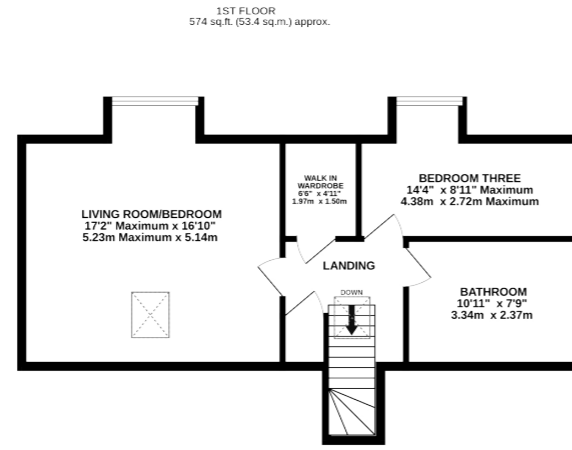 1ST FLOOR
574 sq.ft. (53.4 sq.m.) approx.
WALK IN
WARDROBE
6'6" x 4'11"
1.97m x 1.50m
BEDROOM THREE
14'4" x 8'11" Maximum
4.38m x 2.72m Maximum
LIVING ROOM/BEDROOM
17'2" Maximum x 16'10"
5.23m Maximum x 5.14m
LANDING
DOWN
BATHROOM
10'11" x 7'9"
3.34m x 2.37m